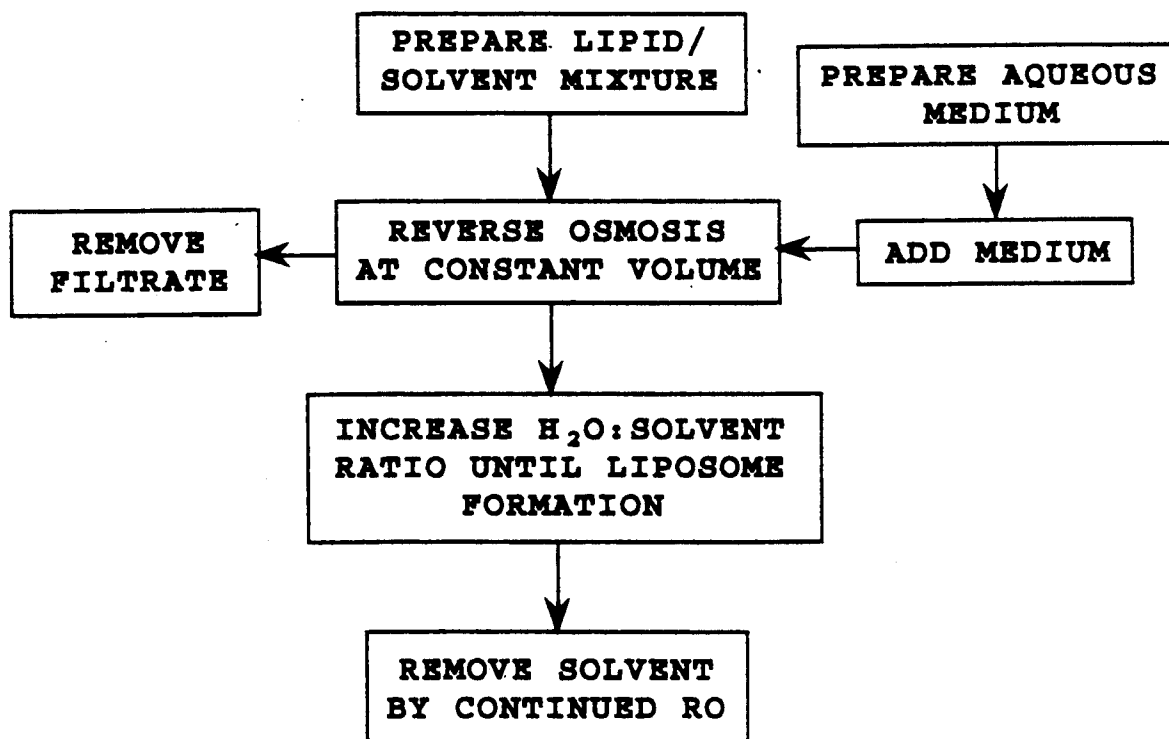 PREPARE LIPID/
SOLVENT MIXTURE
PREPARE AQUEOUS
MEDIUM
REMOVE
FILTRATE
REVERSE OSMOSIS
AT CONSTANT VOLUME
ADD MEDIUM
INCREASE H₂O:SOLVENT
RATIO UNTIL LIPOSOME
FORMATION
REMOVE SOLVENT
BY CONTINUED RO